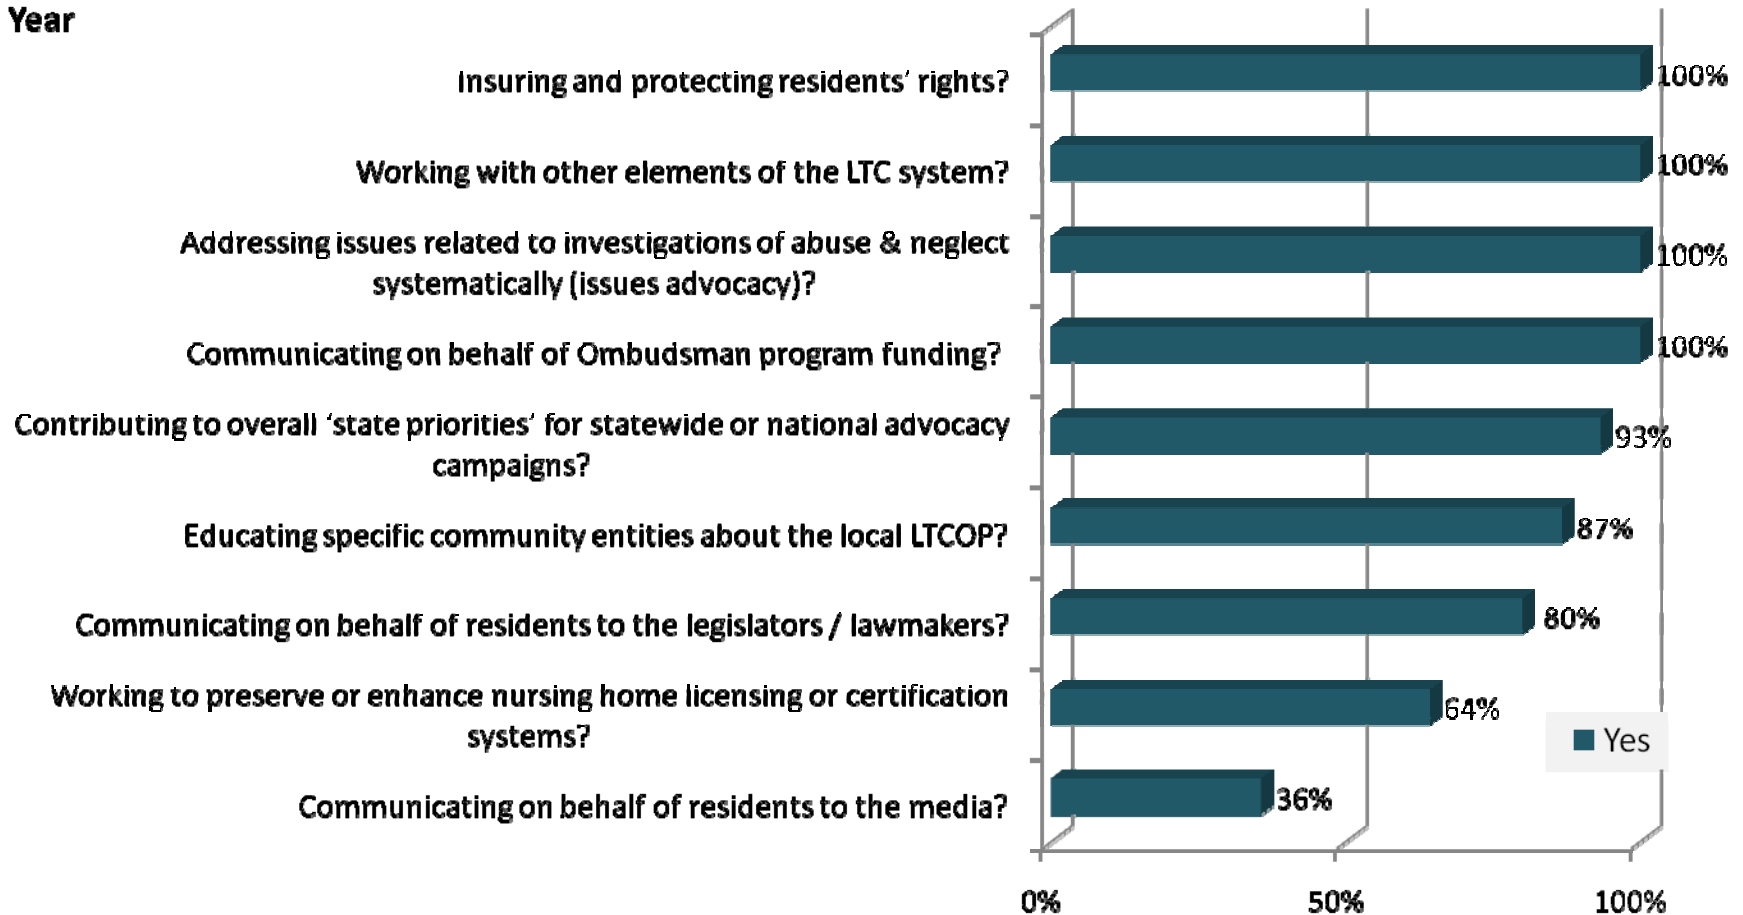 Year
Insuring and protecting residents’ rights?
100%
Working with other elements of the LTC system?
100%
Addressing issues related to investigations of abuse & neglect
systematically (issues advocacy)?
100%
Communicating on behalf of Ombudsman program funding?
100%
Contributing to overall ‘state priorities’ for statewide or national advocacy
campaigns?
93%
Educating specific community entities about the local LTCOP?
87%
Communicating on behalf of residents to the legislators / lawmakers?
80%
Working to preserve or enhance nursing home licensing or certification
systems?
64%
Yes
Communicating on behalf of residents to the media?
36%
0% 50% 100%